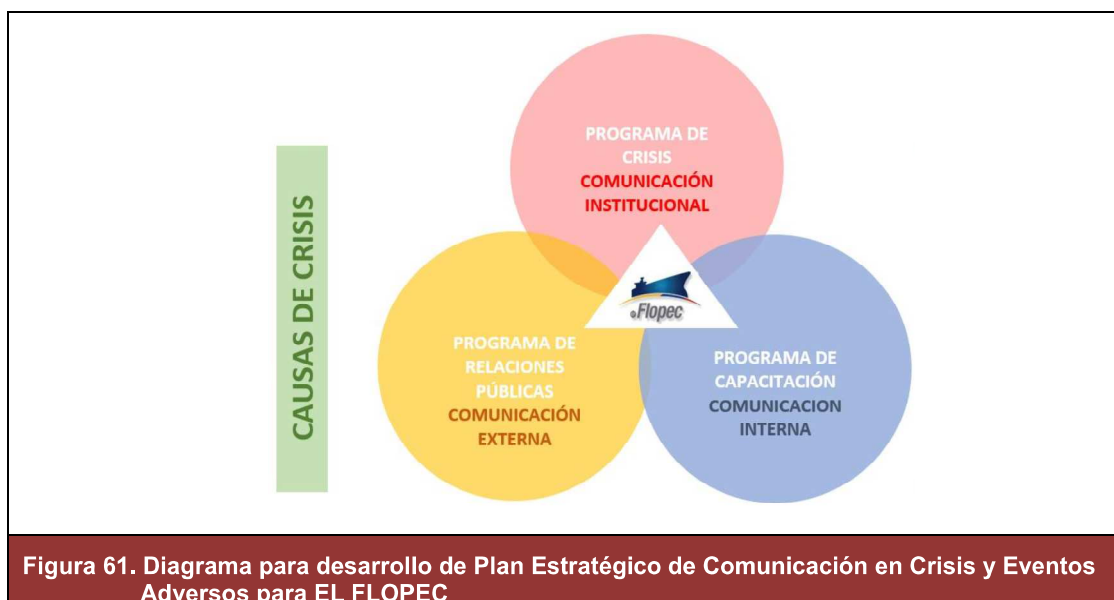 CAUSAS DE CRISIS
PROGRAMA DE
CRISIS
COMUNICACIÓN
INSTITUCIONAL
Flopec
PROGRAMA DE
RELACIONES
PÚBLICAS
COMUNICACIÓN
EXTERNA
PROGRAMA DE
CAPACITACIÓN
COMUNICACION
INTERNA
Figura 61. Diagrama para desarrollo de Plan Estratégico de Comunicación en Crisis y Eventos
Adversos para EL FLOPEC